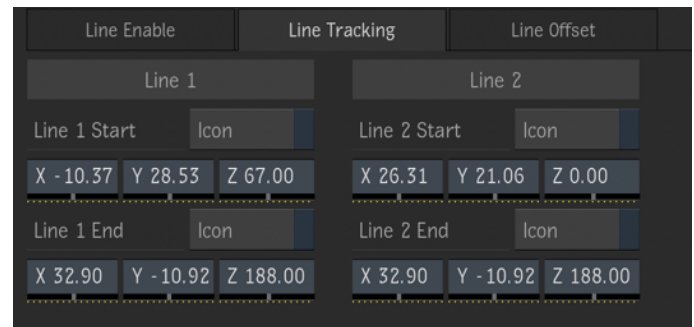 Line Enable Line Tracking Line Offset
Line 1 Line 2
Line 1 Start Icon Line 2 Start Icon
X -10.37 Y 28.53 Z 67.00 X 26.31 Y 21.06 Z 0.00
Line 1 End Icon Line 2 End Icon
X 32.90 Y -10.92 Z 188.00 X 32.90 Y -10.92 Z 188.00